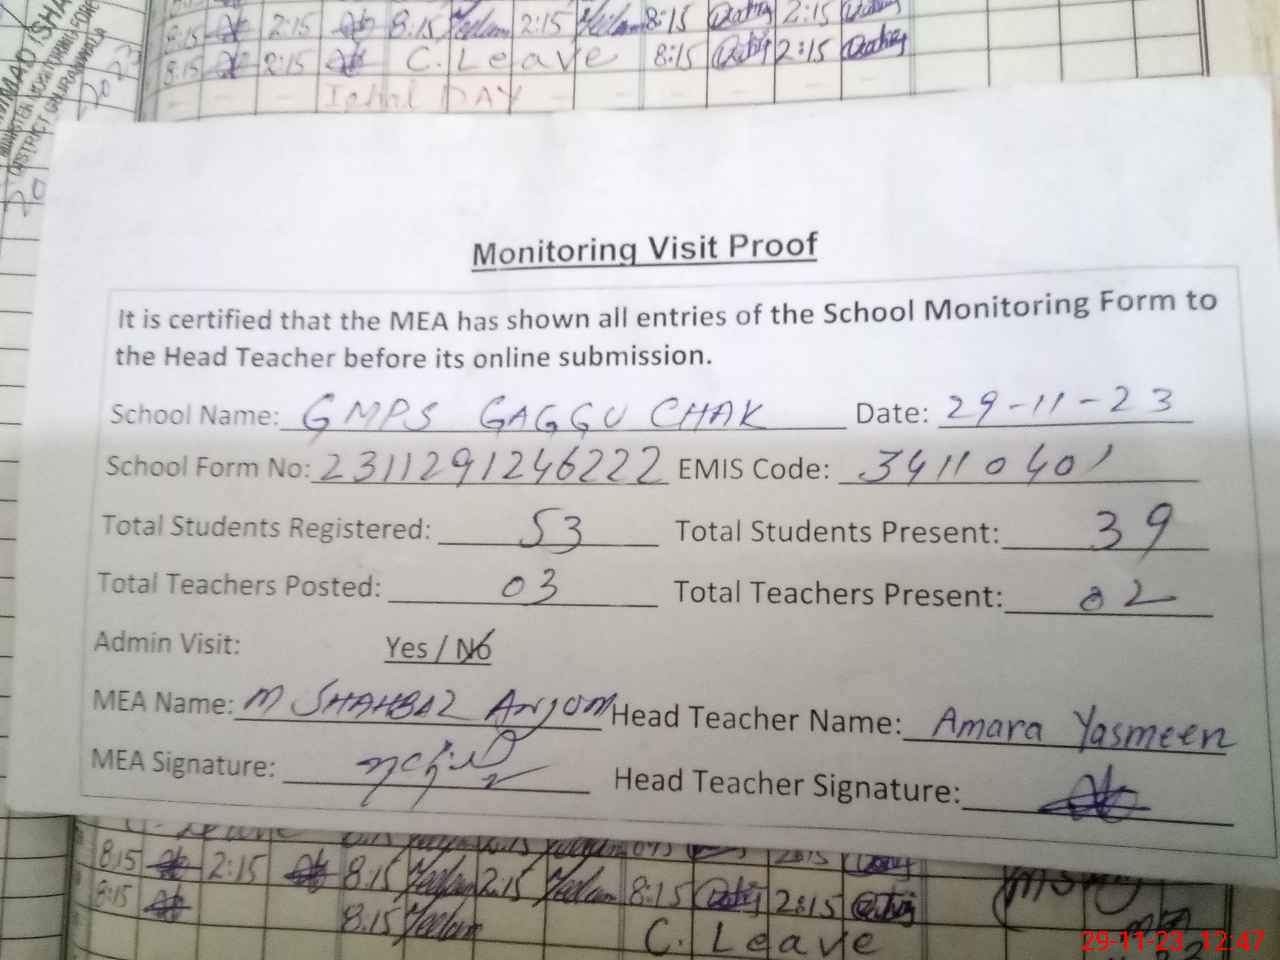 8:15 2:15 8:15 2:15 8:15 2:15
8:15 2:15 C. Leave 8:15 2:15
Iqbal DAY
DISTRICT GUJRANWALA
Monitoring Visit Proof
It is certified that the MEA has shown all entries of the School Monitoring Form to
the Head Teacher before its online submission.
School Name: GMPS GAGGU CHAK Date: 29-11-23
School Form No: 2311291246222 EMIS Code: 34110401
Total Students Registered: 53 Total Students Present: 39
Total Teachers Posted: 03 Total Teachers Present: 02
Admin Visit: Yes / No
MEA Name: M SHAHBAZ ANJUM Head Teacher Name: Amara Yasmeen
MEA Signature: Head Teacher Signature:
8:15 2:15 8:15 2:15 8:15 2:15
8:15 8:15 C. Leave
29-11-23 12:47